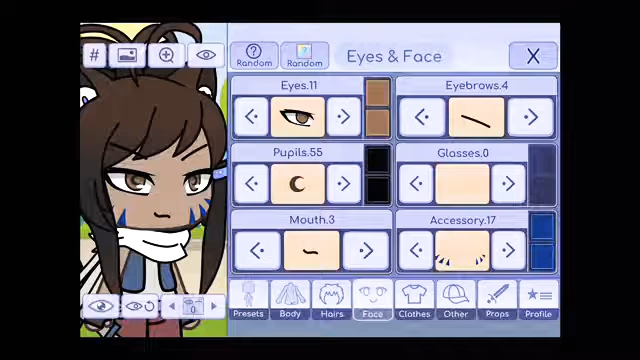 #
?
Random
?
Random
Eyes & Face
X
Eyes.11
Eyebrows.4
Pupils.55
Glasses.0
Mouth.3
Accessory.17
0
Presets
Body
Hairs
Face
Clothes
Other
Props
Profile